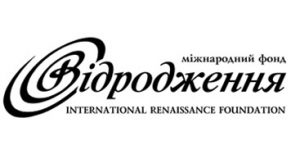 міжнародний фонд
Відродження
INTERNATIONAL RENAISSANCE FOUNDATION